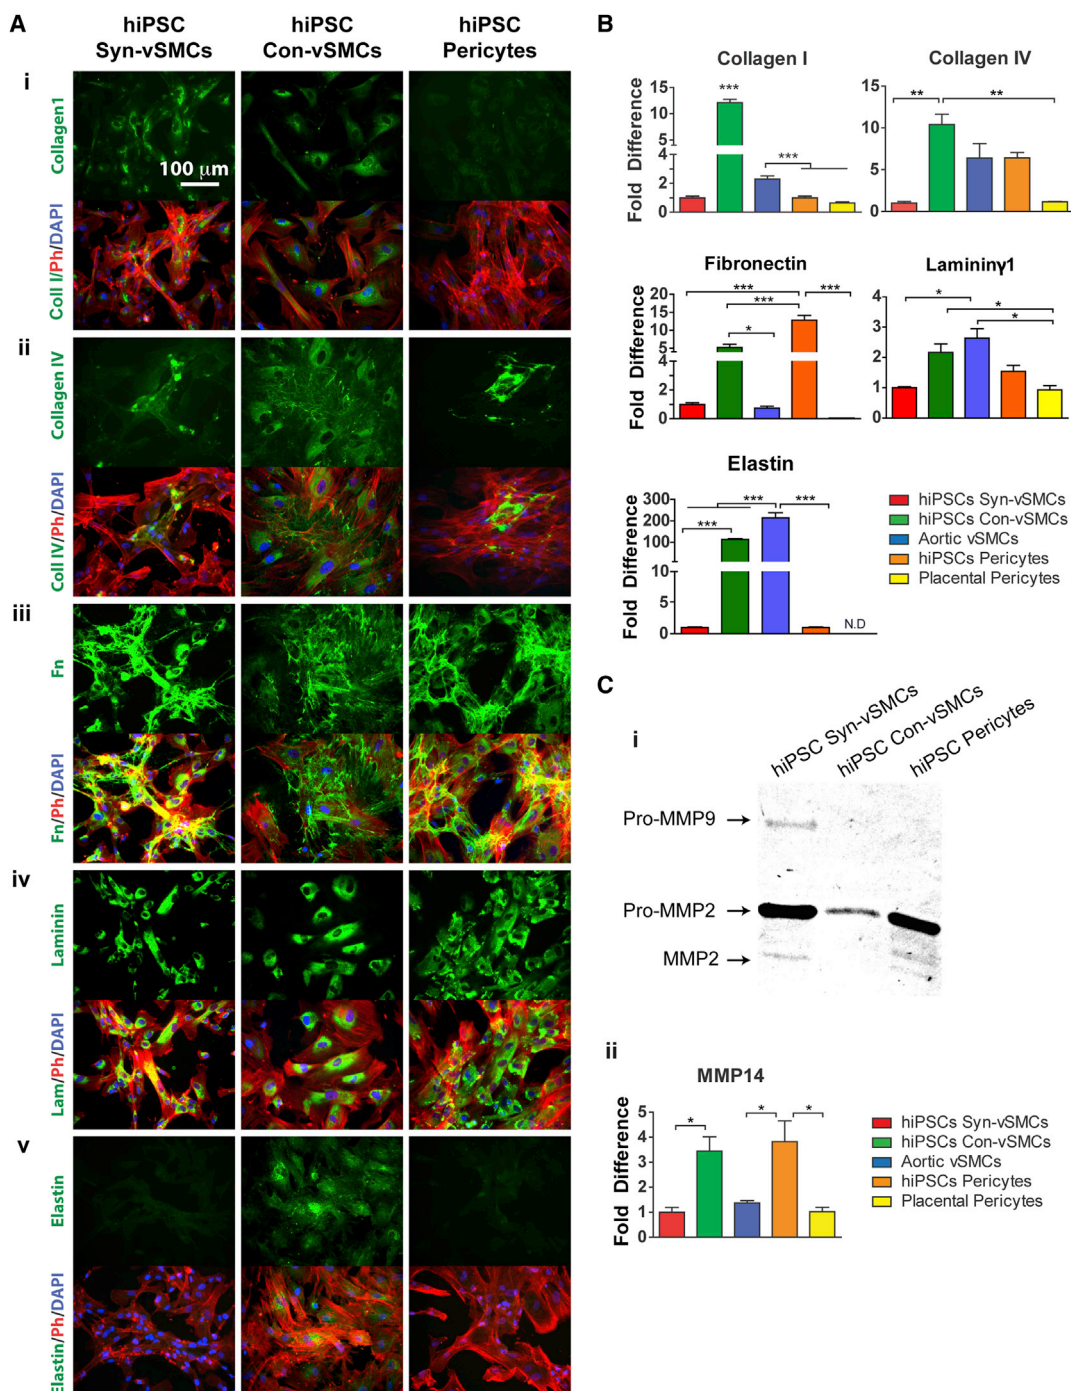 A
hiPSC
Syn-vSMCs
hiPSC
Con-vSMCs
hiPSC
Pericytes
i
Collagen1
100 µm
Coll I/Ph/DAPI
ii
Collagen IV
Coll IV/Ph/DAPI
iii
Fn
Fn/Ph/DAPI
iv
Laminin
Lam/Ph/DAPI
v
Elastin
Elastin/Ph/DAPI
B
Collagen I
Fold Difference
15
10
5
4
2
0
***
***
Collagen IV
Fold Difference
15
10
5
0
**
**
Fibronectin
Fold Difference
20
15
10
5
4
2
0
***
***
***
*
Lamininγ1
4
3
2
1
0
*
*
*
Elastin
Fold Difference
300
200
100
10
5
0
***
***
***
N.D
hiPSCs Syn-vSMCs
hiPSCs Con-vSMCs
Aortic vSMCs
hiPSCs Pericytes
Placental Pericytes
C
i
hiPSC Syn-vSMCs
hiPSC Con-vSMCs
hiPSC Pericytes
Pro-MMP9
Pro-MMP2
MMP2
ii
MMP14
Fold Difference
5
4
3
2
1
0
*
*
*
hiPSCs Syn-vSMCs
hiPSCs Con-vSMCs
Aortic vSMCs
hiPSCs Pericytes
Placental Pericytes